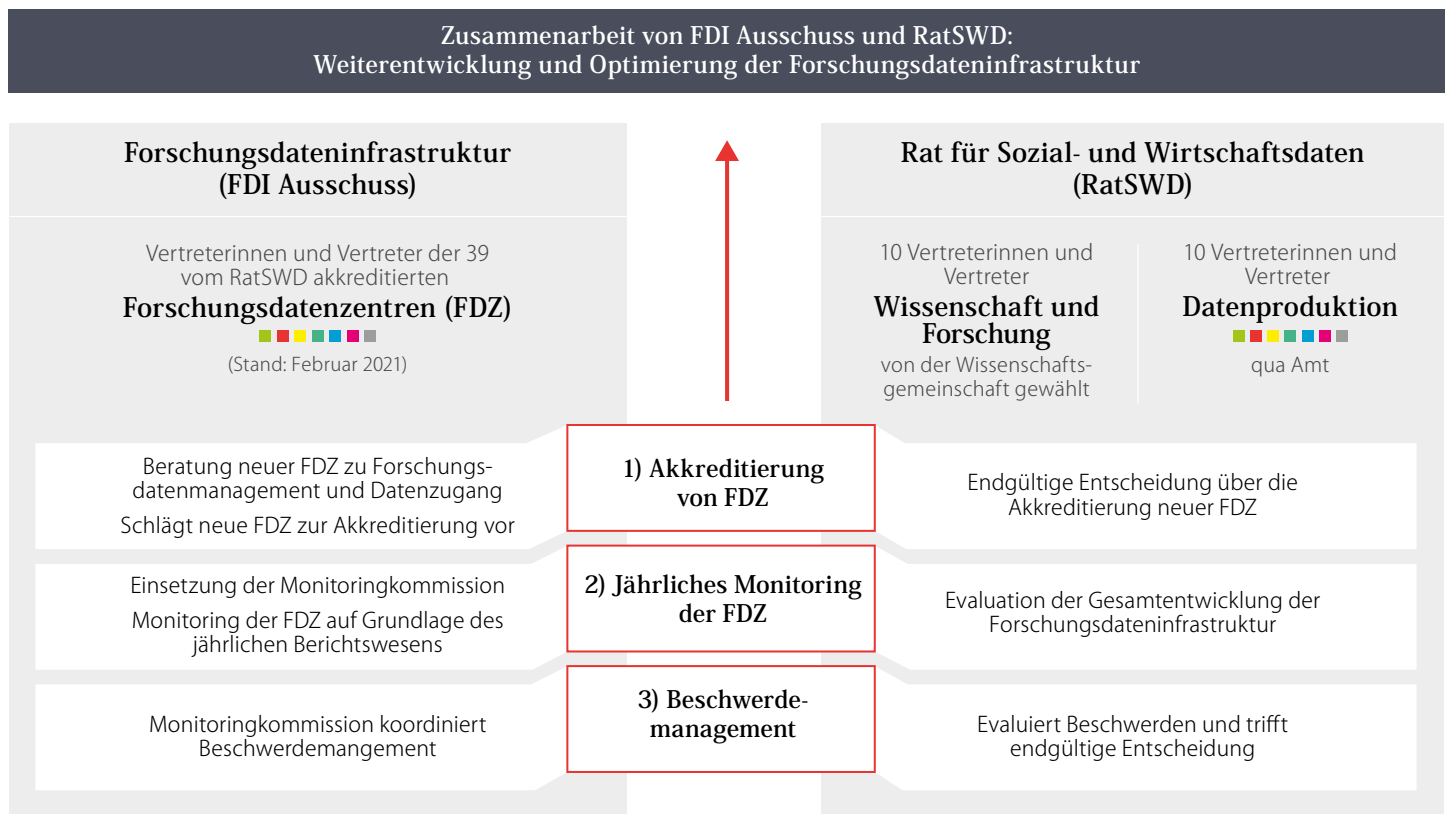 Zusammenarbeit von FDI Ausschuss und RatSWD:
Weiterentwicklung und Optimierung der Forschungsdateninfrastruktur
Forschungsdateninfrastruktur
(FDI Ausschuss)
Vertreterinnen und Vertreter der 39
vom RatSWD akkreditierten
Forschungsdatenzentren (FDZ)
(Stand: Februar 2021)
Rat für Sozial- und Wirtschaftsdaten
(RatSWD)
10 Vertreterinnen und
Vertreter
Wissenschaft und
Forschung
von der Wissenschafts-
gemeinschaft gewählt
10 Vertreterinnen und
Vertreter
Datenproduktion
qua Amt
Beratung neuer FDZ zu Forschungs-
datenmanagement und Datenzugang
Schlägt neue FDZ zur Akkreditierung vor
1) Akkreditierung
von FDZ
Endgültige Entscheidung über die
Akkreditierung neuer FDZ
Einsetzung der Monitoringkommission
Monitoring der FDZ auf Grundlage des
jährlichen Berichtswesens
2) Jährliches Monitoring
der FDZ
Evaluation der Gesamtentwicklung der
Forschungsdateninfrastruktur
Monitoringkommission koordiniert
Beschwerdemangement
3) Beschwerde-
management
Evaluiert Beschwerden und trifft
endgültige Entscheidung